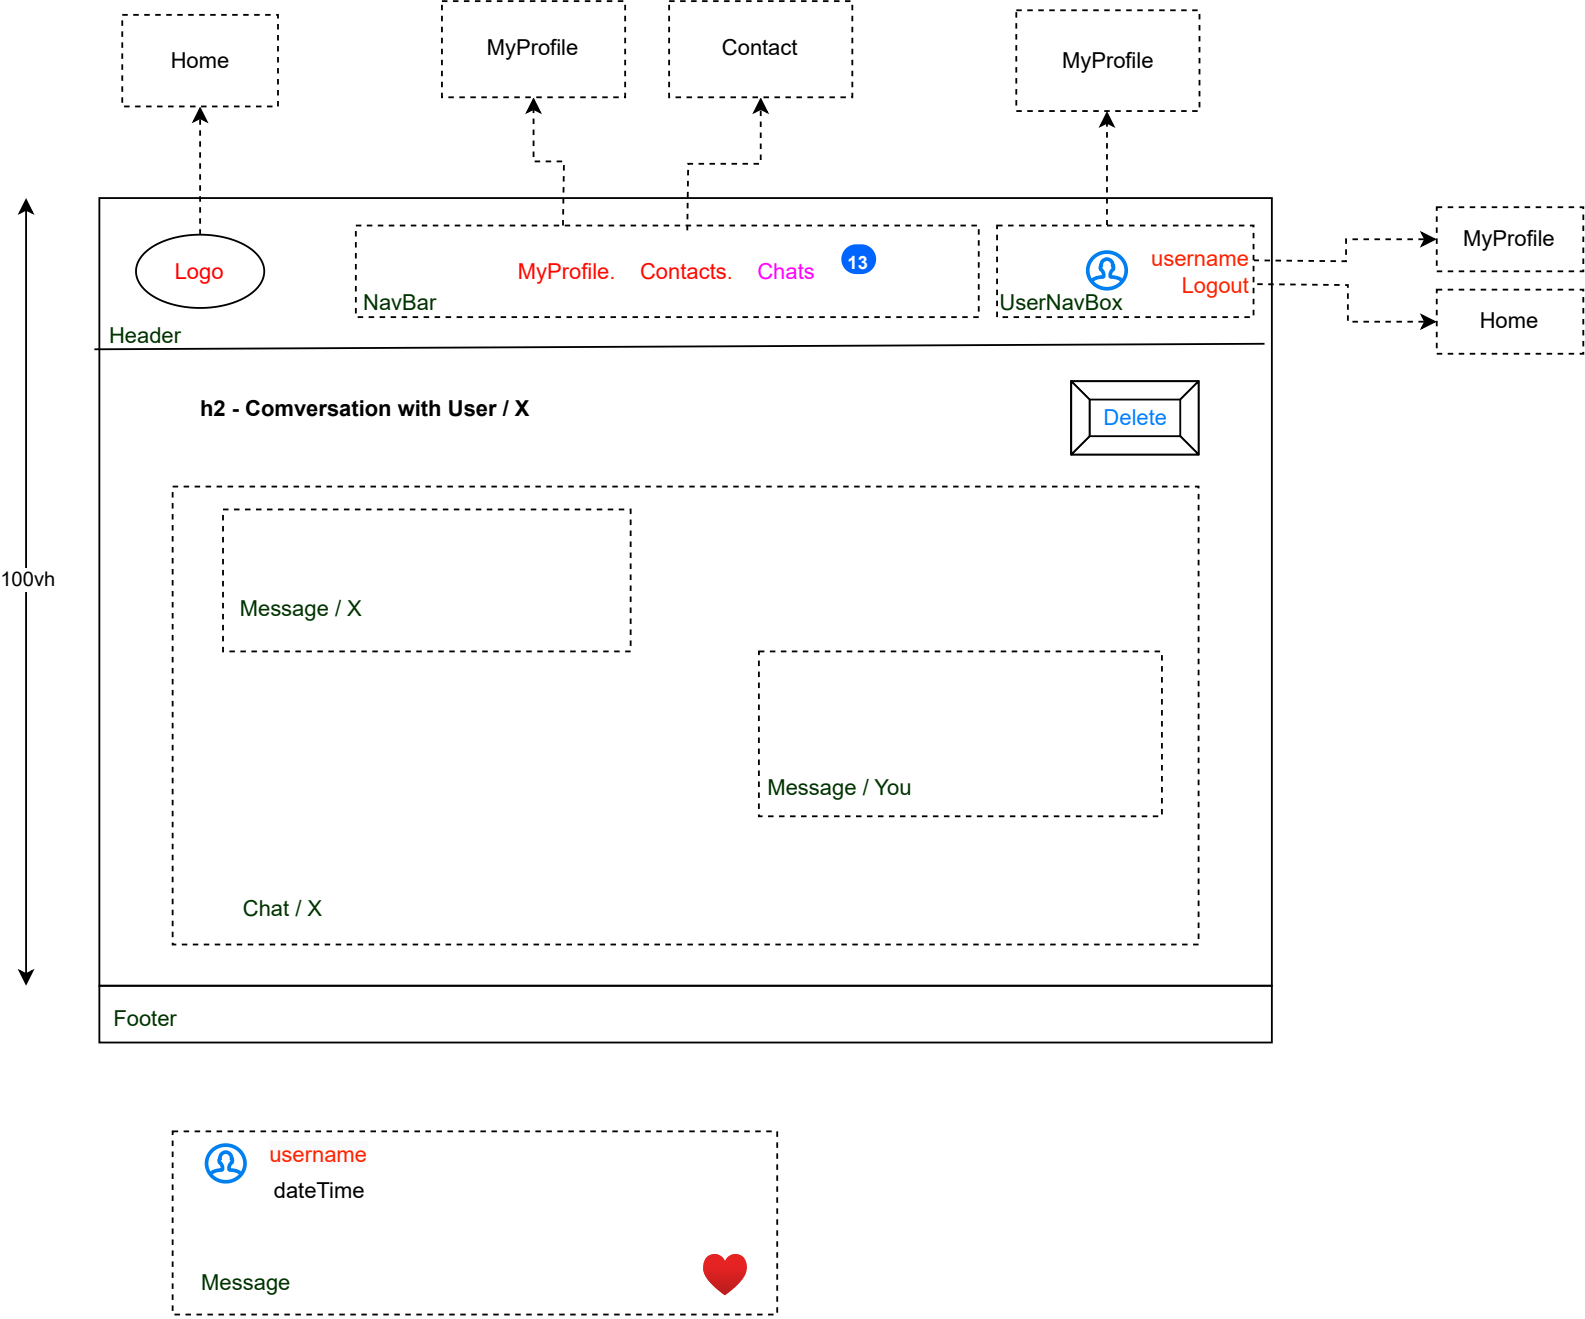 Home
MyProfile
Contact
MyProfile
Logo
MyProfile.
Contacts.
Chats
13
NavBar
username
Logout
UserNavBox
MyProfile
Home
Header
h2 - Comversation with User / X
Delete
100vh
Message / X
Message / You
Chat / X
Footer
username
dateTime
Message